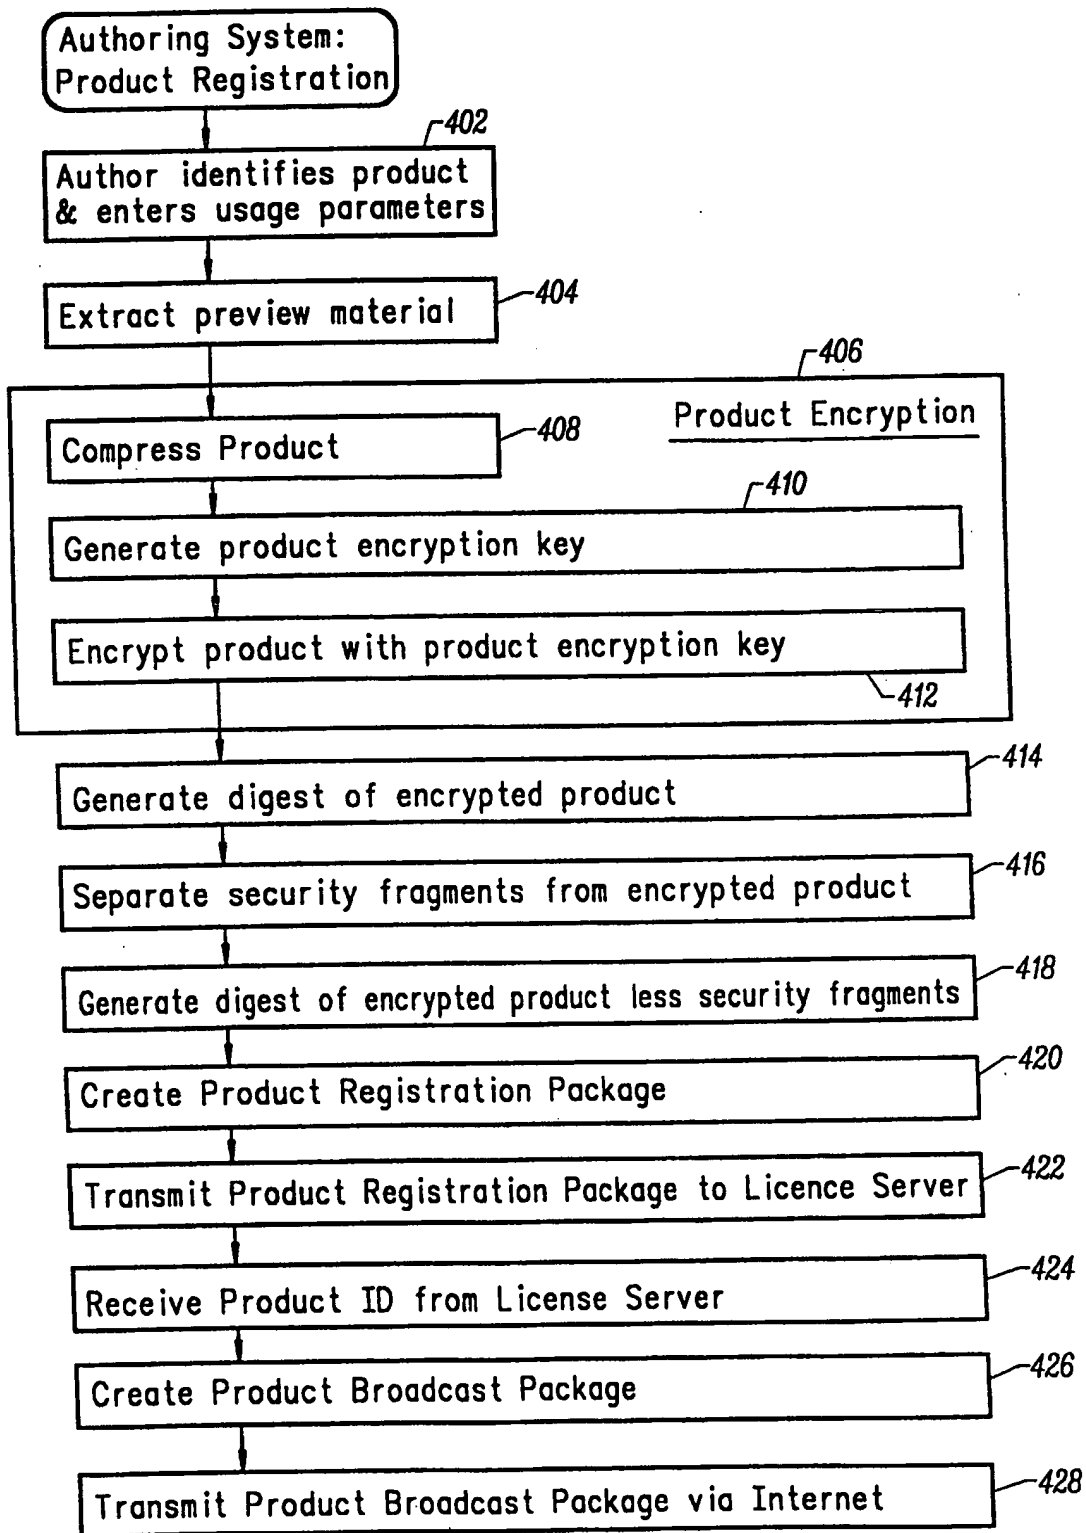 Authoring System:
Product Registration
402
Author identifies product
& enters usage parameters
404
Extract preview material
406
Product Encryption
408
Compress Product
410
Generate product encryption key
Encrypt product with product encryption key
412
414
Generate digest of encrypted product
416
Separate security fragments from encrypted product
418
Generate digest of encrypted product less security fragments
420
Create Product Registration Package
422
Transmit Product Registration Package to Licence Server
424
Receive Product ID from License Server
426
Create Product Broadcast Package
428
Transmit Product Broadcast Package via Internet